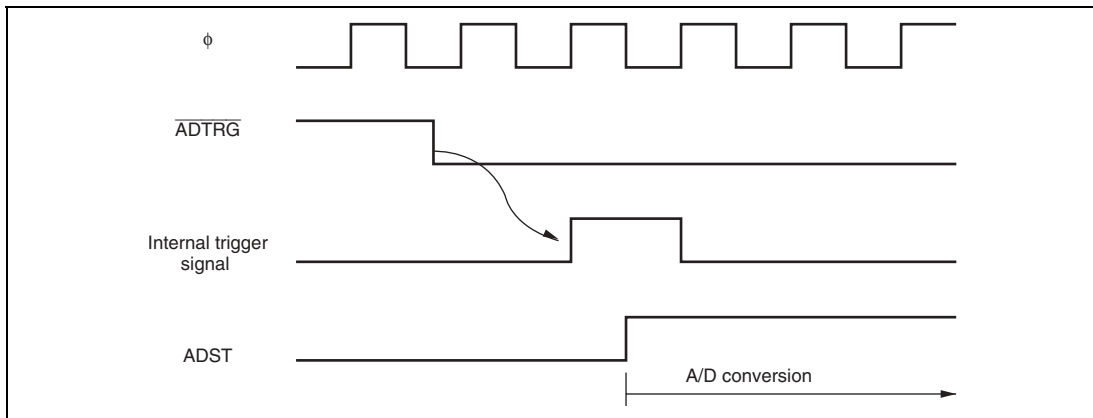 ϕ
ADTRG
Internal trigger
signal
ADST
A/D conversion